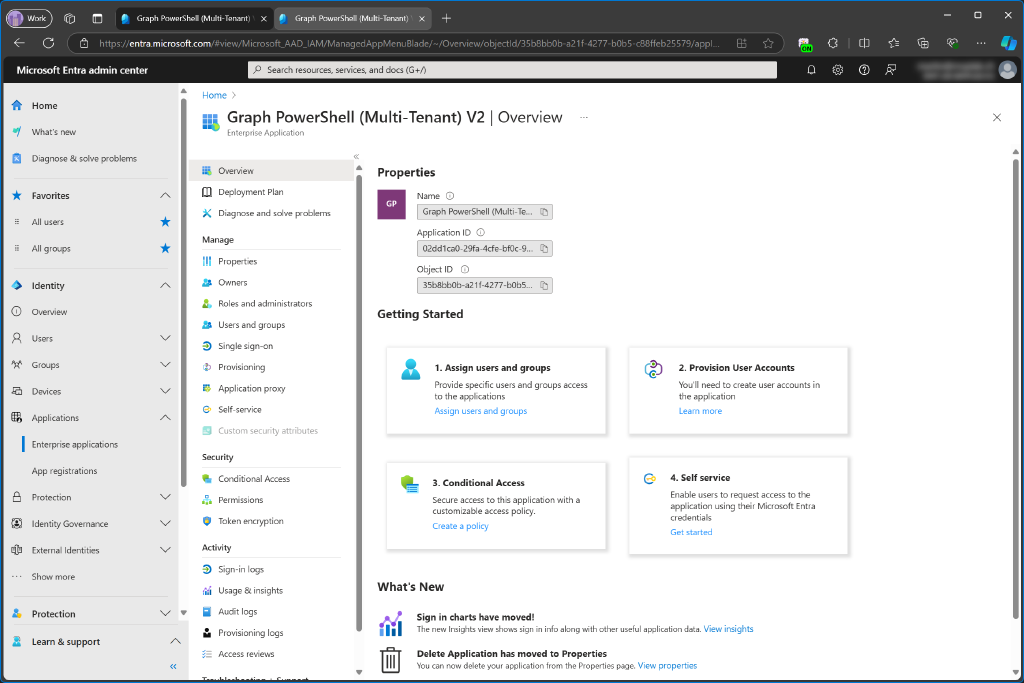 Work
Graph PowerShell (Multi-Tenant)
Graph PowerShell (Multi-Tenant)
https://entra.microsoft.com/#view/Microsoft_AAD_IAM/ManagedAppMenuBlade/~/Overview/objectId/35b8bb0b-a21f-4277-b0b5-c88ffeb25579/appl...
ON
Microsoft Entra admin center
Search resources, services, and docs (G+/)
Home
What's new
Diagnose & solve problems
Favorites
All users
All groups
Identity
Overview
Users
Groups
Devices
Applications
Enterprise applications
App registrations
Protection
Identity Governance
External Identities
Show more
Protection
Learn & support
Home
Graph PowerShell (Multi-Tenant) V2 | Overview
Enterprise Application
Overview
Deployment Plan
Diagnose and solve problems
Manage
Properties
Owners
Roles and administrators
Users and groups
Single sign-on
Provisioning
Application proxy
Self-service
Custom security attributes
Security
Conditional Access
Permissions
Token encryption
Activity
Sign-in logs
Usage & insights
Audit logs
Provisioning logs
Access reviews
Troubleshooting + Support
Properties
GP
Name
Graph PowerShell (Multi-Te...
Application ID
02dd1ca0-29fa-4cfe-bf0c-9...
Object ID
35b8bb0b-a21f-4277-b0b5...
Getting Started
1. Assign users and groups
Provide specific users and groups access
to the applications
Assign users and groups
2. Provision User Accounts
You'll need to create user accounts in
the application
Learn more
3. Conditional Access
Secure access to this application with a
customizable access policy.
Create a policy
4. Self service
Enable users to request access to the
application using their Microsoft Entra
credentials
Get started
What's New
Sign in charts have moved!
The new Insights view shows sign in info along with other useful application data. View insights
Delete Application has moved to Properties
You can now delete your application from the Properties page. View properties